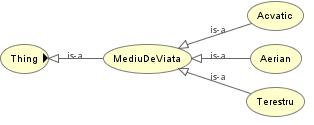 Acvatic
is-a
Thing
is-a
MediuDeViata
is-a
Aerian
is-a
Terestru